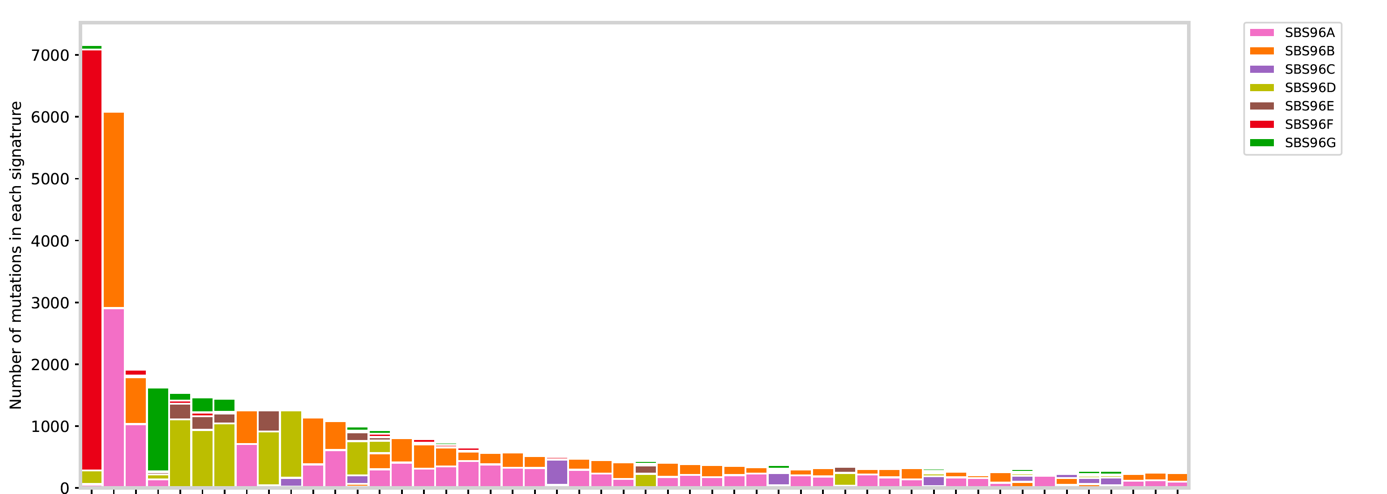 Number of mutations in each signatrure
7000
6000
5000
4000
3000
2000
1000
0
SBS96A
SBS96B
SBS96C
SBS96D
SBS96E
SBS96F
SBS96G